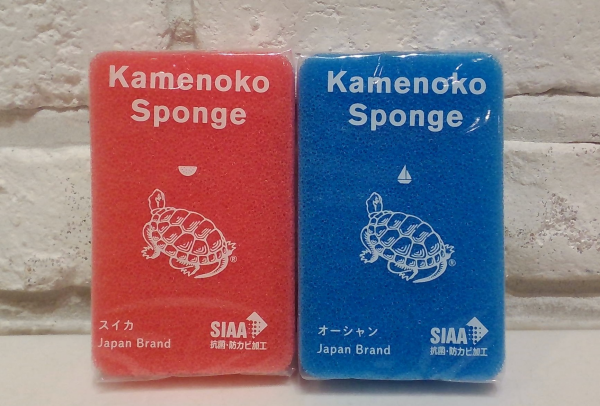 Kamenoko
Sponge
®
スイカ
Japan Brand
SIAA
抗菌・防カビ加工
Kamenoko
Sponge
®
オーシャン
Japan Brand
SIAA
抗菌・防カビ加工